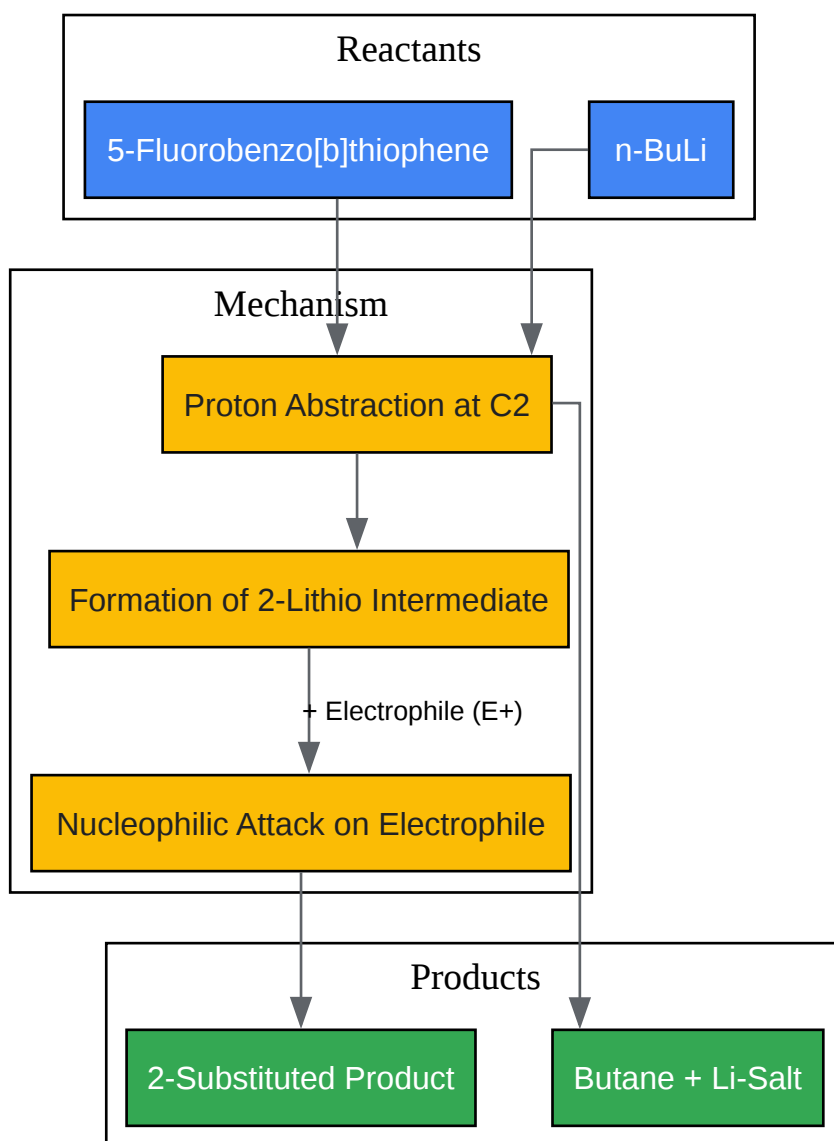 Reactants
5-Fluorobenzo[b]thiophene
n-BuLi
Mechanism
Proton Abstraction at C2
Formation of 2-Lithio Intermediate
+ Electrophile (E+)
Nucleophilic Attack on Electrophile
Products
2-Substituted Product
Butane + Li-Salt